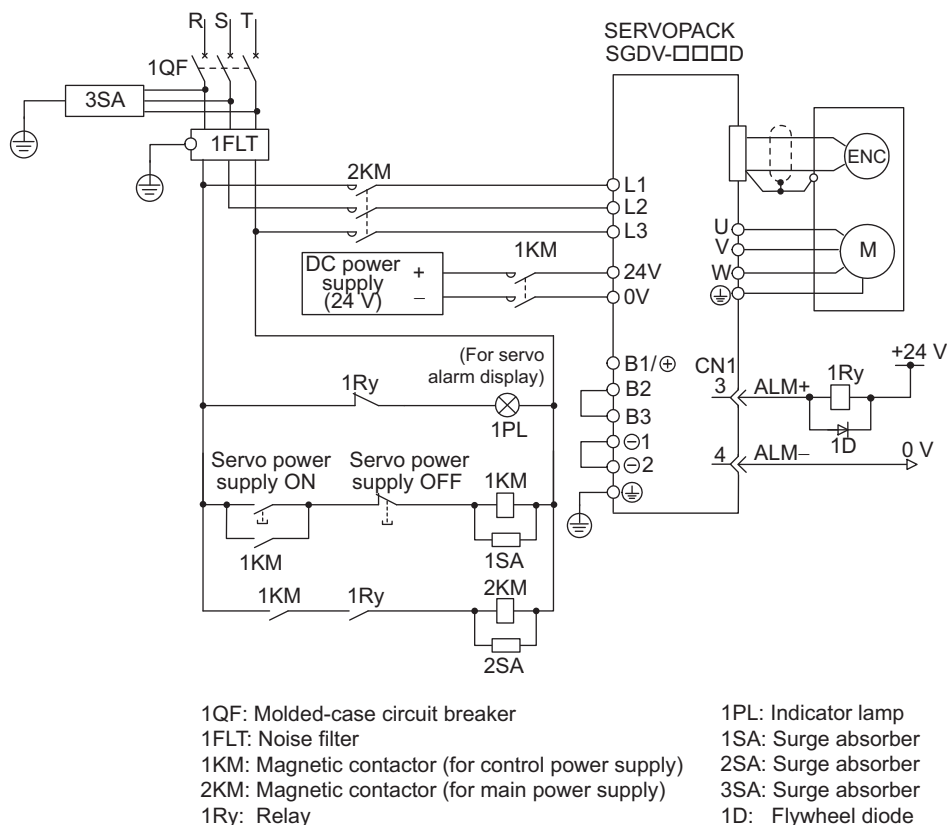 R S T
SERVOPACK
SGDV-□□□D
1QF
3SA
1FLT
ENC
2KM
L1
L2
L3
U
V
W
M
1KM
DC power
supply
(24 V)
+
−
24V
0V
(For servo
alarm display)
B1/⊕
B2
B3
⊖1
⊖2
CN1
3
ALM+
1Ry
+24 V
1D
4
ALM−
0 V
1Ry
1PL
Servo power
supply ON
Servo power
supply OFF
1KM
1SA
1KM
1KM
1Ry
2KM
2SA
1QF: Molded-case circuit breaker
1FLT: Noise filter
1KM: Magnetic contactor (for control power supply)
2KM: Magnetic contactor (for main power supply)
1Ry: Relay
1PL: Indicator lamp
1SA: Surge absorber
2SA: Surge absorber
3SA: Surge absorber
1D: Flywheel diode